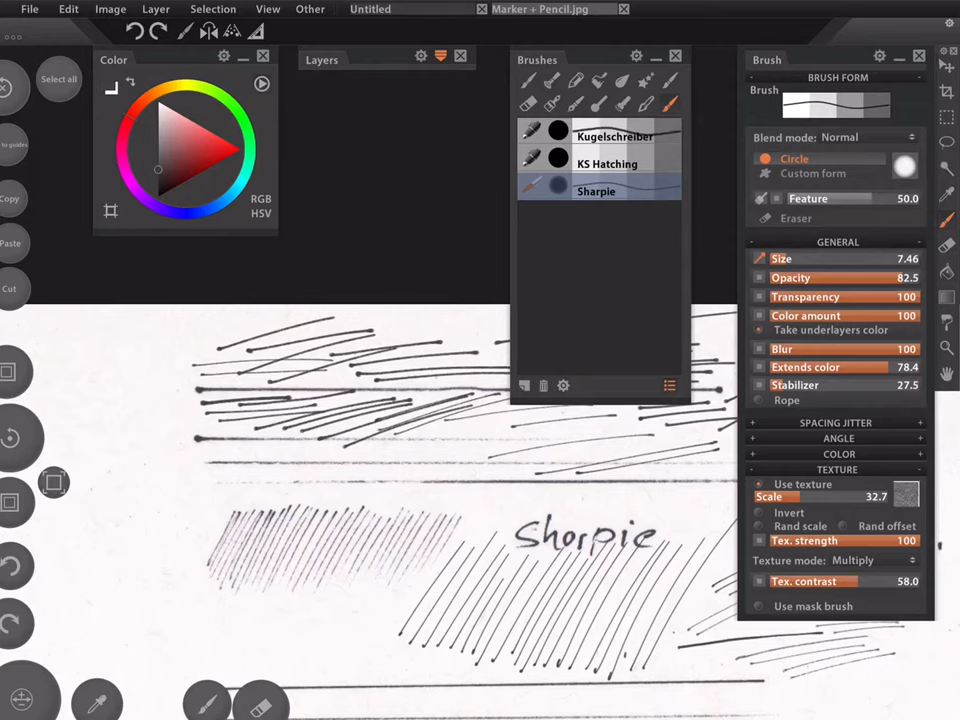 File Edit Image Layer Selection View Other Untitled Marker + Pencil.jpg
Select all
to guides
Copy
Paste
Cut
Color
RGB
HSV
Layers
Brushes
Kugelschreiber
KS Hatching
Sharpie
Brush
BRUSH FORM
Brush
Blend mode: Normal
Circle
Custom form
Feature 50.0
Eraser
GENERAL
Size 7.46
Opacity 82.5
Transparency 100
Color amount 100
Take underlayers color
Blur 100
Extends color 78.4
Stabilizer 27.5
Rope
SPACING JITTER
ANGLE
COLOR
TEXTURE
Use texture
Scale 32.7
Invert
Rand scale Rand offset
Tex. strength 100
Texture mode: Multiply
Tex. contrast 58.0
Use mask brush
Sharpie